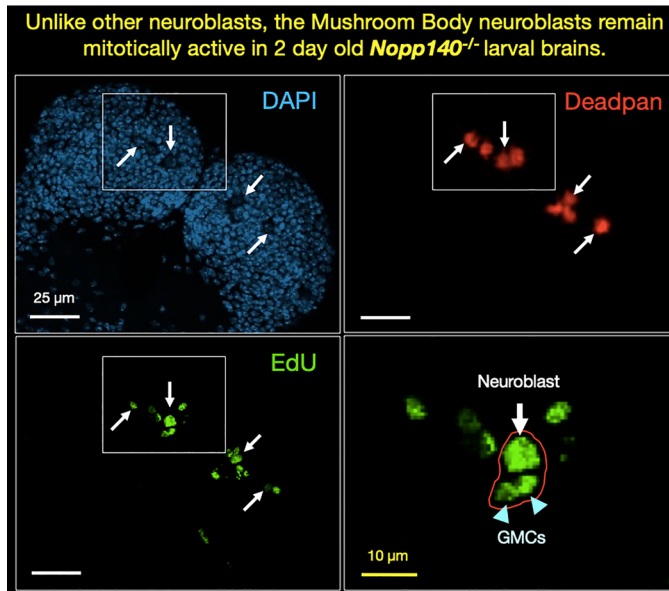 Unlike other neuroblasts, the Mushroom Body neuroblasts remain
mitotically active in 2 day old Nopp140-/- larval brains.
DAPI
Deadpan
25 µm
EdU
Neuroblast
GMCs
10 µm